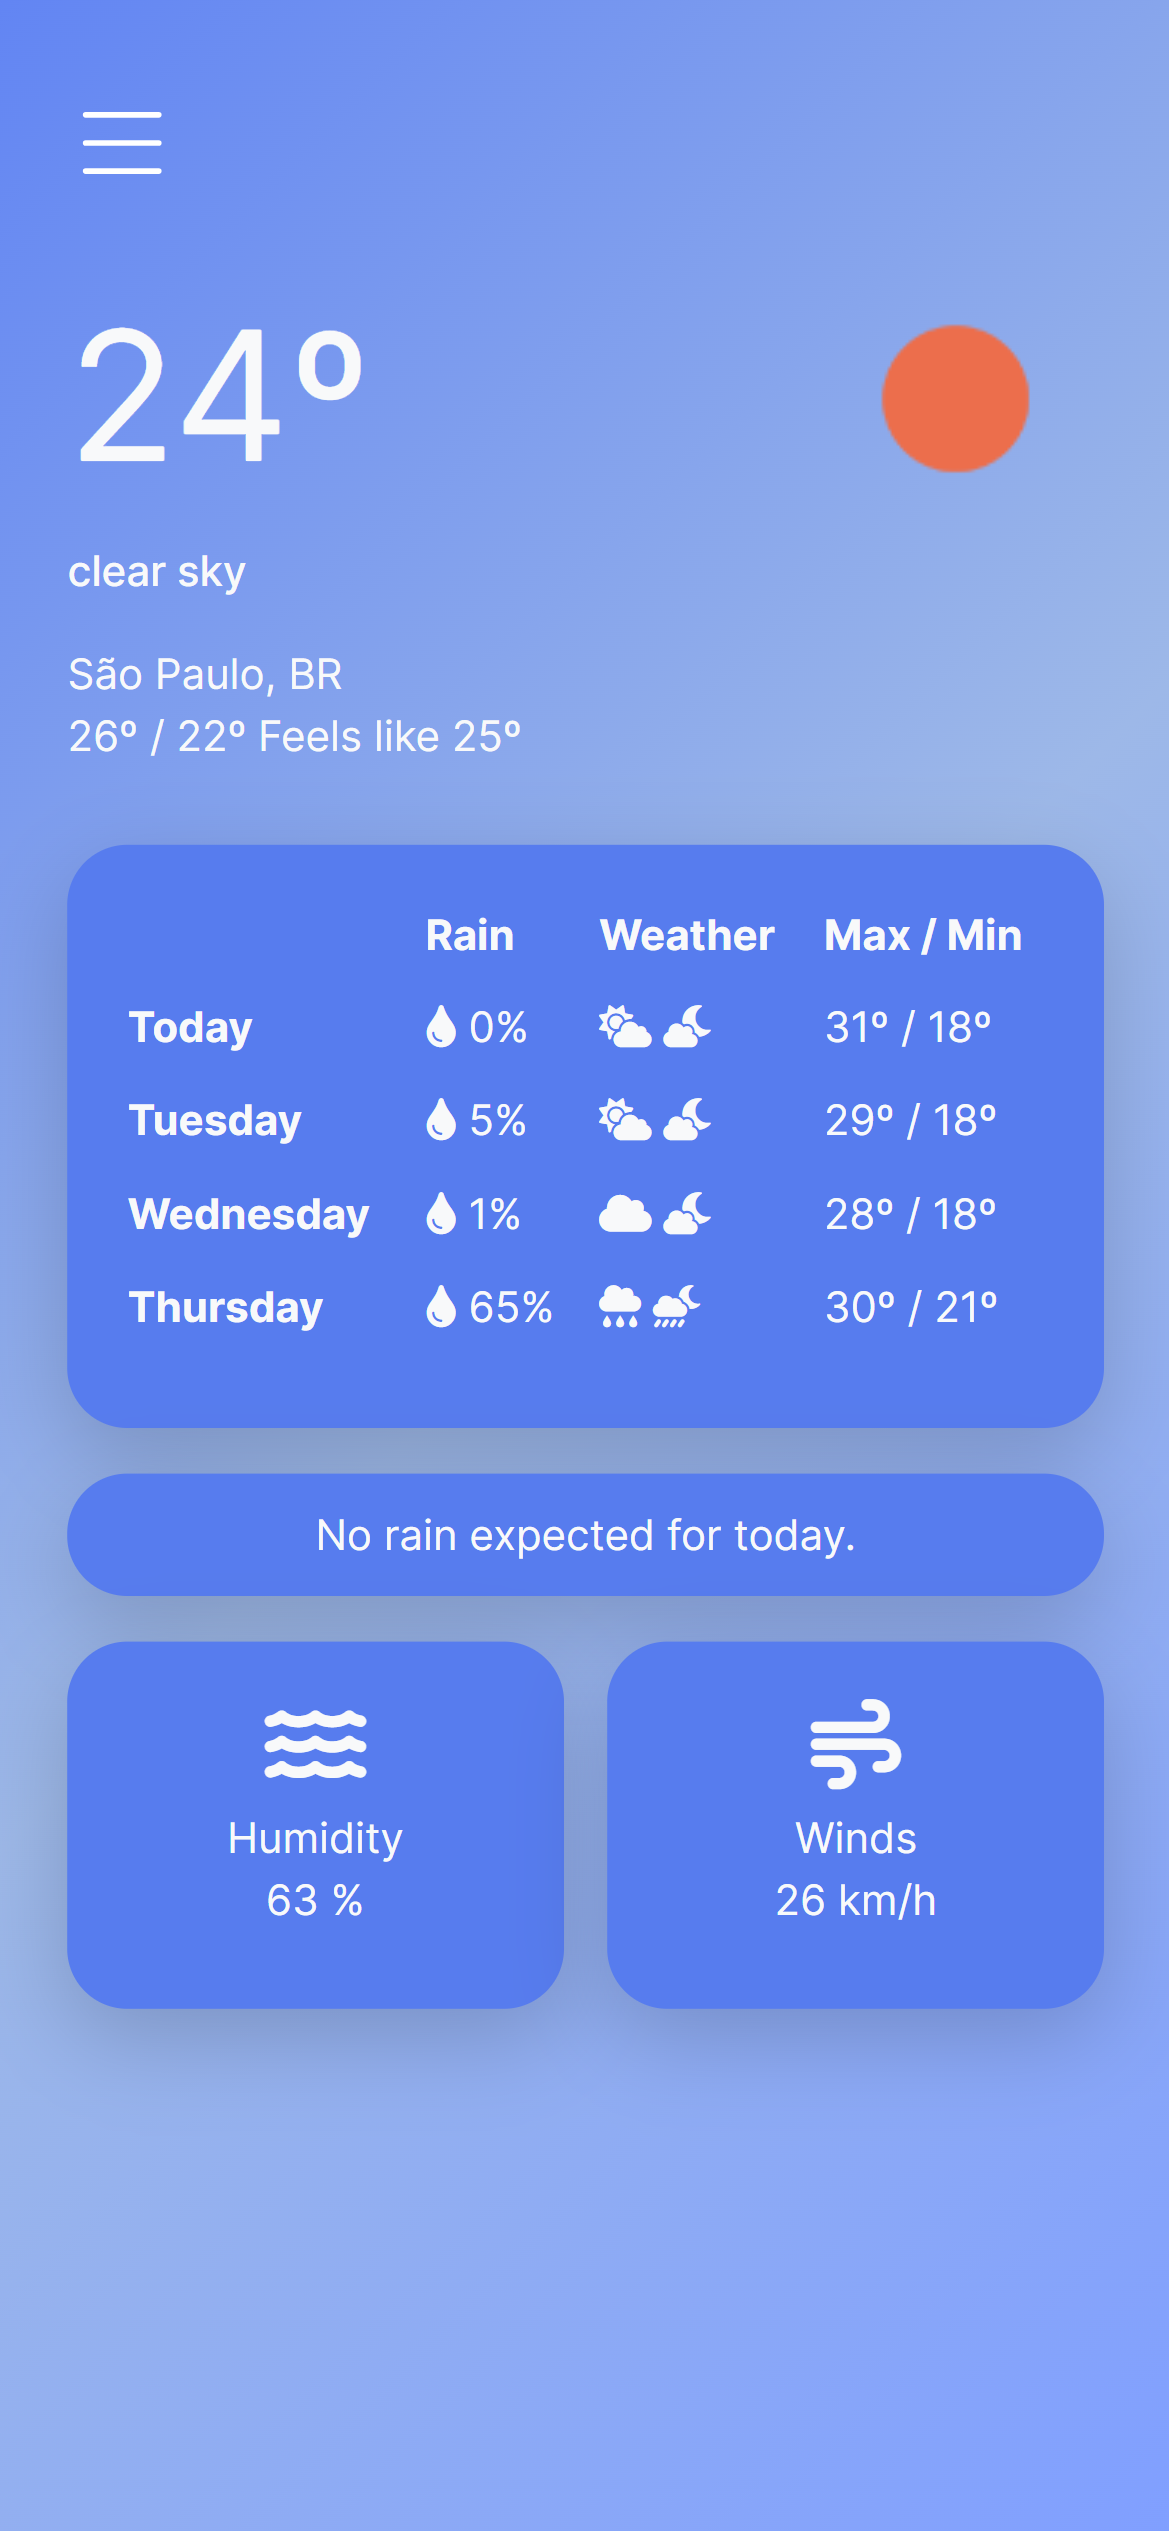 24º
clear sky
São Paulo, BR
26º / 22º Feels like 25º
Rain Weather Max / Min
Today 0% 31º / 18º
Tuesday 5% 29º / 18º
Wednesday 1% 28º / 18º
Thursday 65% 30º / 21º
No rain expected for today.
Humidity
63 %
Winds
26 km/h